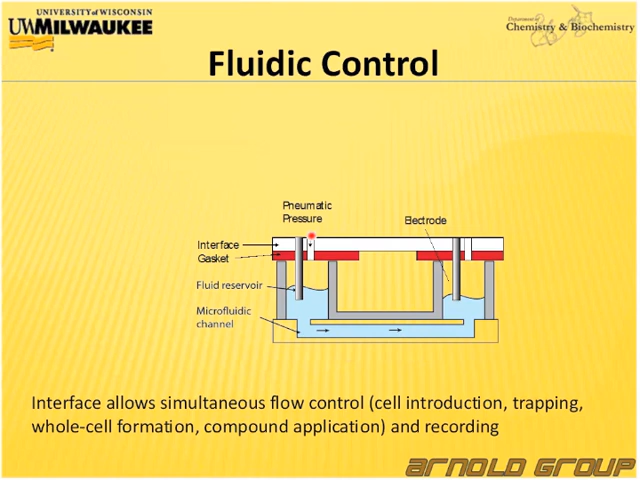 UNIVERSITY of WISCONSIN
UWMILWAUKEE
Department of
Chemistry & Biochemistry
Fluidic Control
Pneumatic
Pressure
Electrode
Interface
Gasket
Fluid reservoir
Microfluidic
channel
Interface allows simultaneous flow control (cell introduction, trapping,
whole-cell formation, compound application) and recording
ARNOLD GROUP